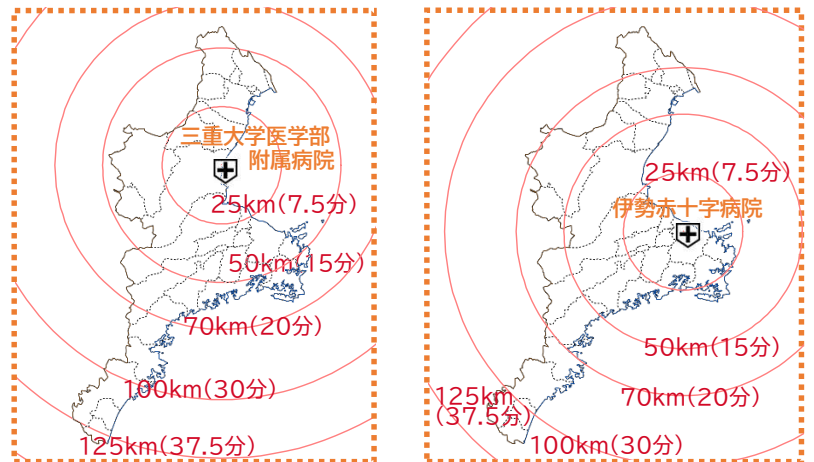 三重大学医学部
附属病院
25km(7.5分)
50km(15分)
70km(20分)
100km(30分)
125km(37.5分)
25km(7.5分)
伊勢赤十字病院
50km(15分)
70km(20分)
125km
(37.5分)
100km(30分)